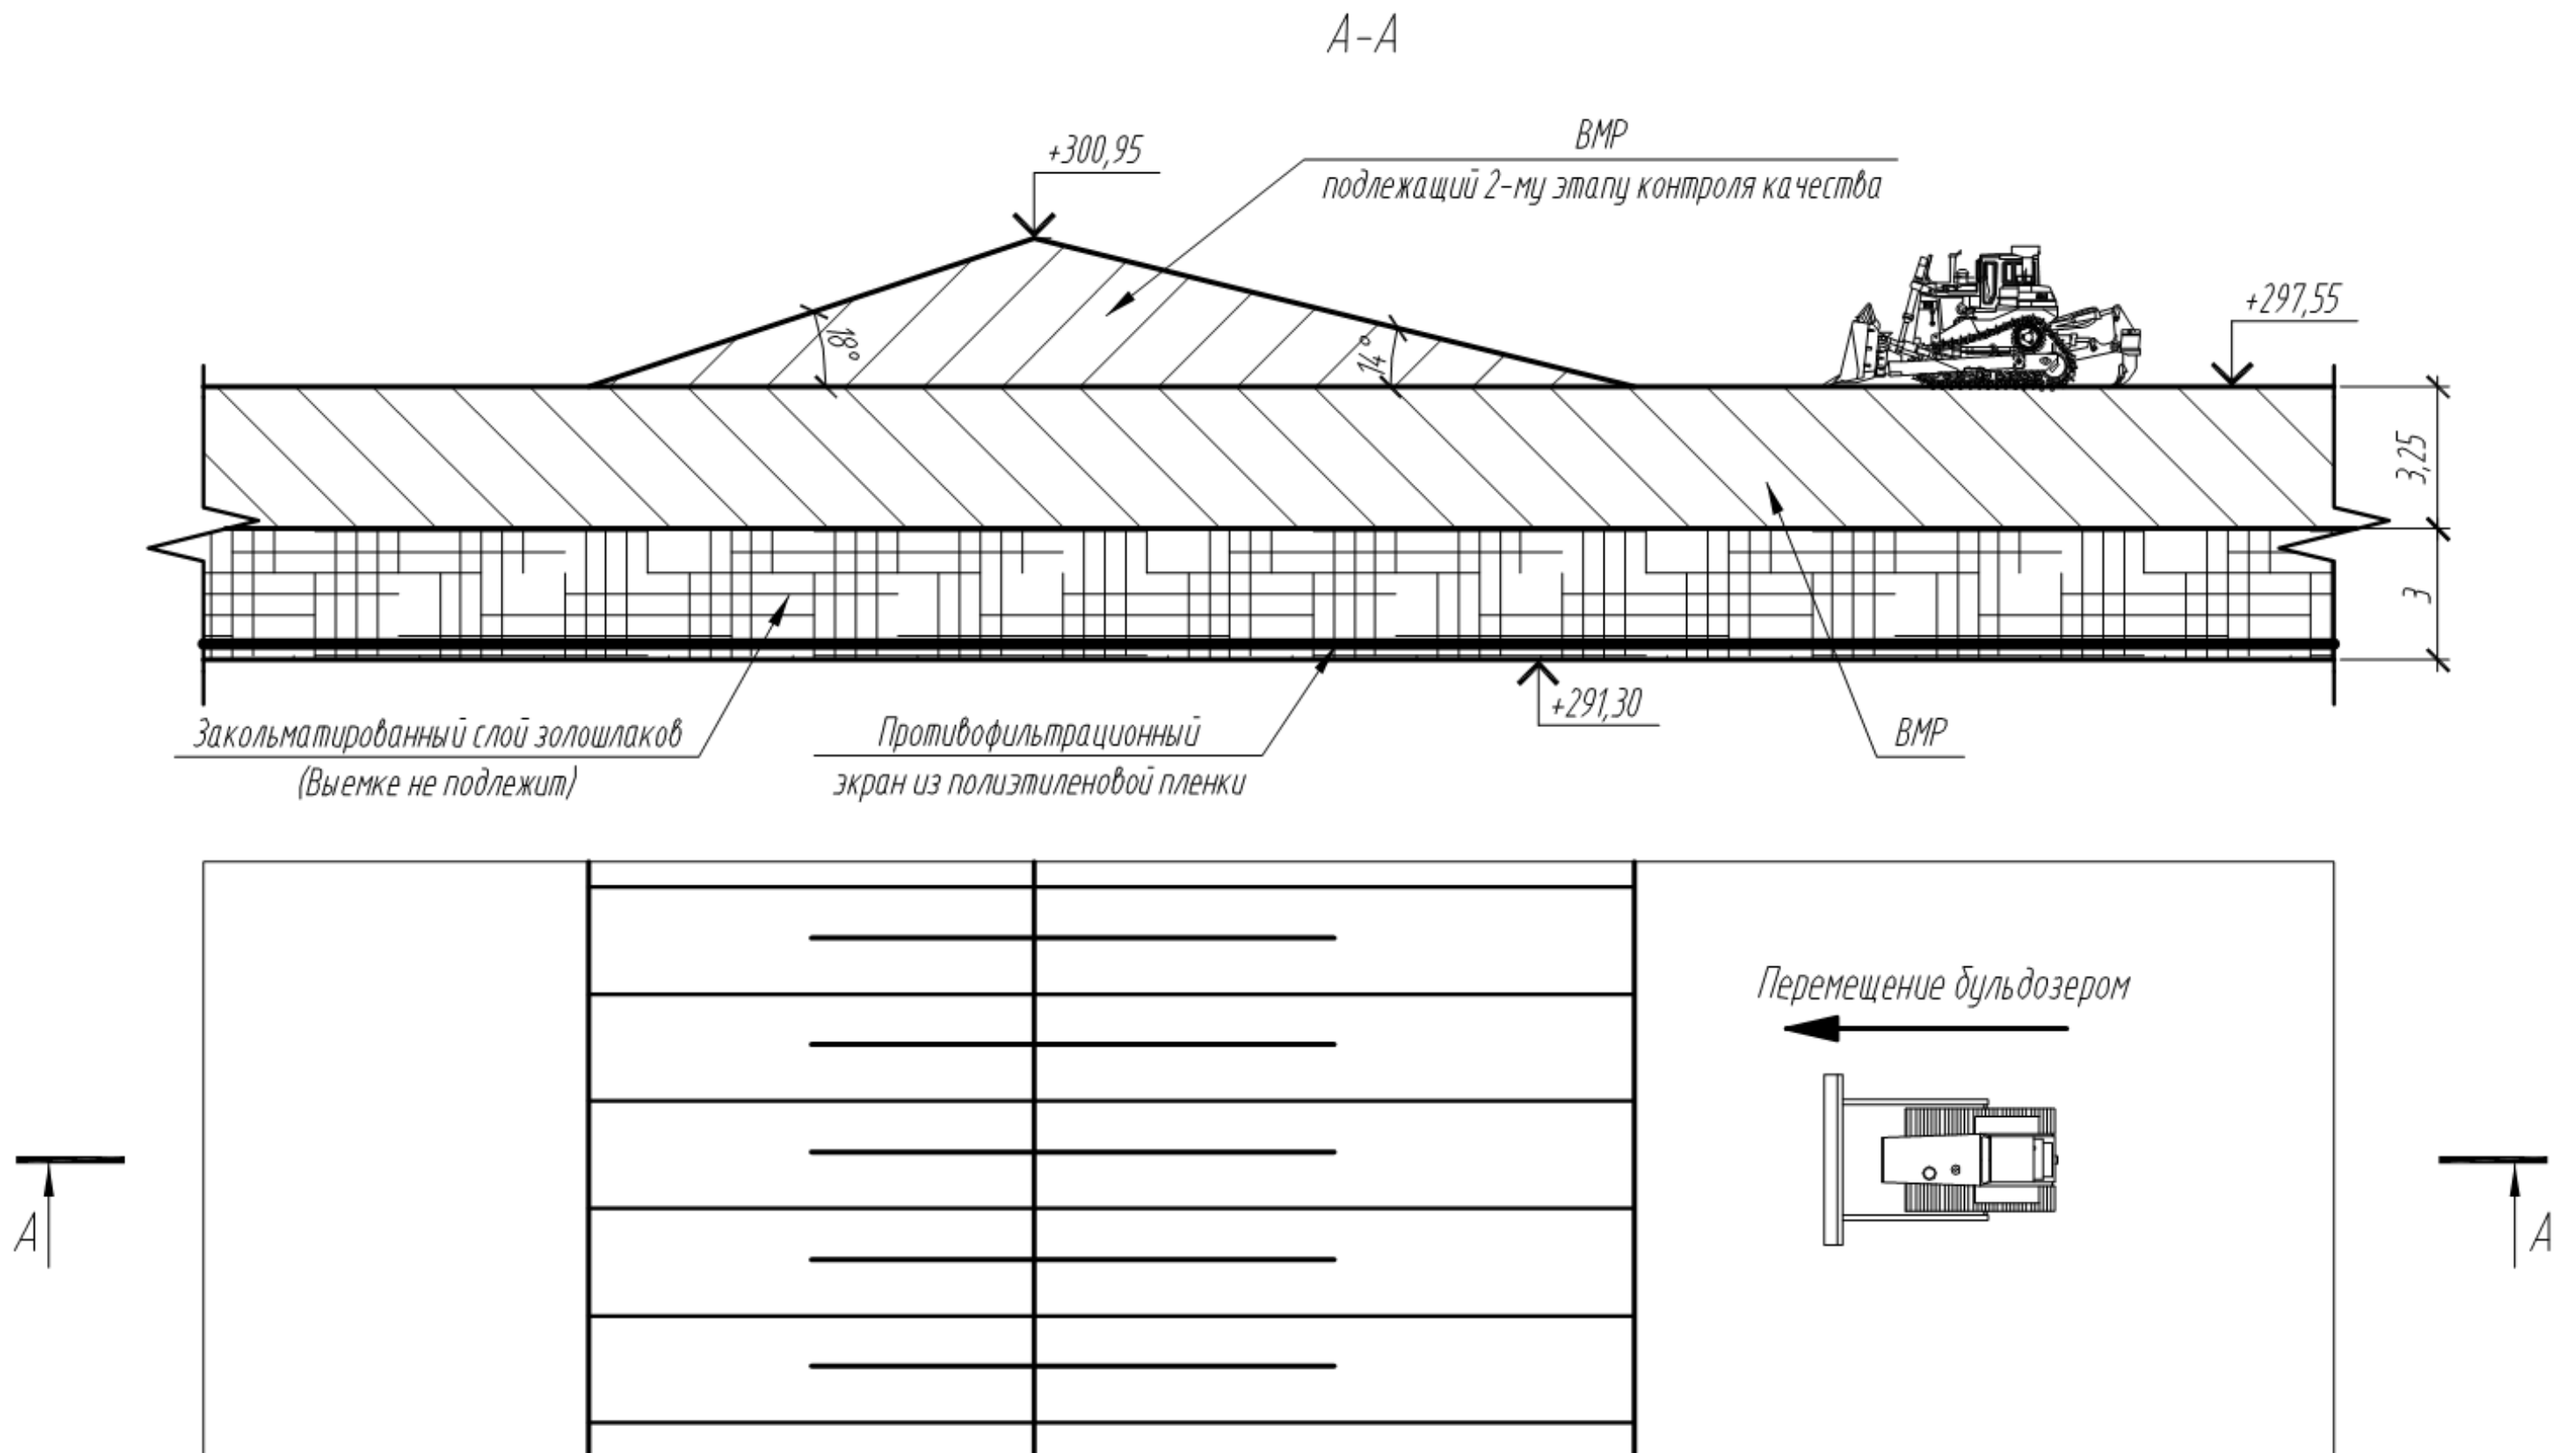 А-А
+300,95
ВМР
подлежащий 2-му этапу контроля качества
+297,55
18°
14°
3,25
3
+291,30
Закольматированный слой золошлаков
(Выемке не подлежит)
Противофильтрационный
экран из полиэтиленовой пленки
ВМР
Перемещение бульдозером
А
А